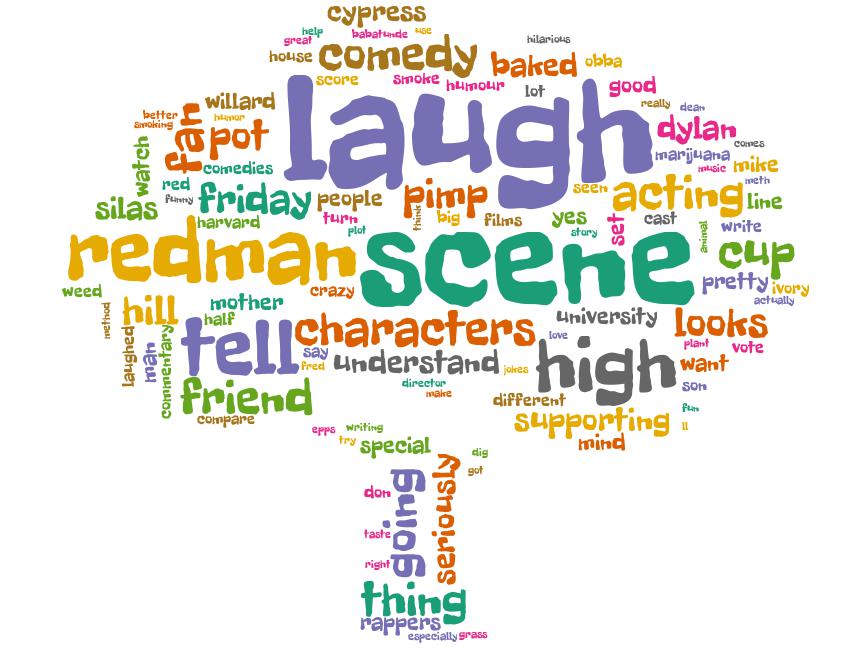 cypress
help
great
babatunde
use
hilarious
house
comedy
baked
obba
score
smoke
humour
lot
good
willard
really
dean
better
smoking
humor
fan
pot
laugh
dylan
comes
watch
comedies
marijuana
mike
music
red
friday
people
pimp
seen
acting
meth
line
funny
silas
harvard
turn
plot
think
big
films
yes
story
set
cast
animal
write
redman
scene
cup
weed
mother
crazy
pretty
ivory
actually
method
hill
half
characters
university
looks
laughed
man
commentary
tell
say
fred
understand
jokes
love
high
plant
vote
want
friend
director
make
son
different
compare
supporting
fun
ll
epps
writing
try
special
mind
dig
got
don
going
seriously
taste
right
thing
rappers
especially
grass